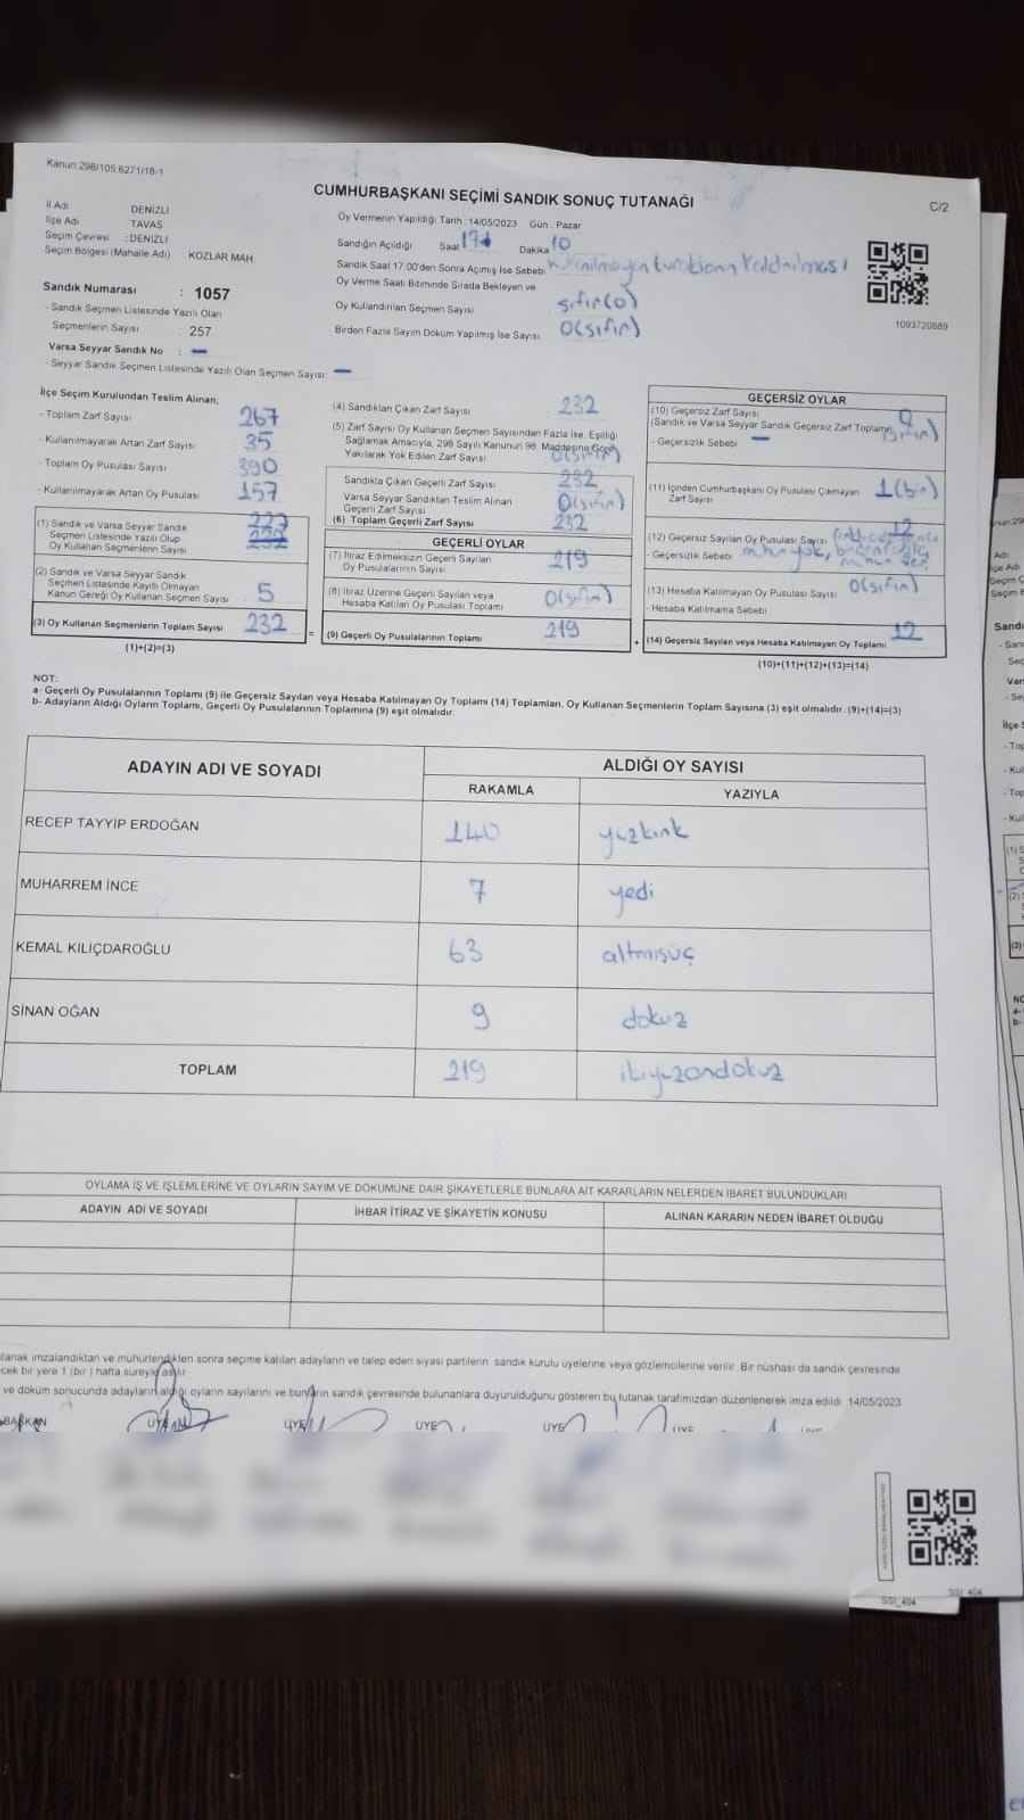 Kanun 298/105,6271/18-1
CUMHURBAŞKANI SEÇİMİ SANDIK SONUÇ TUTANAĞI
C/2
İl Adı DENİZLİ
İlçe Adı TAVAS
Seçim Çevresi :DENİZLİ
Seçim Bölgesi (Mahalle Adı) KOZLAR MAH
Sandık Numarası : 1057
- Sandık Seçmen Listesinde Yazılı Olan
Seçmenlerin Sayısı : 257
Varsa Seyyar Sandık No : -
- Seyyar Sandık Seçmen Listesinde Yazılı Olan Seçmen Sayısı: -
Oy Vermenin Yapıldığı Tarih :14/05/2023 Gün : Pazar
Sandığın Açıldığı Saat 17 Dakika 10
Sandık Saat 17.00'den Sonra Açımış İse Sebebi Kaldırılması
Oy Verme Saati Bitiminde Sırada Bekleyen ve
Oy Kullandırılan Seçmen Sayısı sıfır(0)
Birden Fazla Sayım Döküm Yapılmış İse Sayısı 0(sıfır)
1093720889
İlçe Seçim Kurulundan Teslim Alınan;
- Toplam Zarf Sayısı 267
- Kullanılmayarak Artan Zarf Sayısı 35
- Toplam Oy Pusulası Sayısı 390
- Kullanılmayarak Artan Oy Pusulası 157
(1) Sandık ve Varsa Seyyar Sandık
Seçmen Listesinde Yazılı Olup
Oy Kullanan Seçmenlerin Sayısı 227
(2) Sandık ve Varsa Seyyar Sandık
Seçmen Listesinde Kayıtlı Olmayan
Kanun Gereği Oy Kullanan Seçmen Sayısı 5
(3) Oy Kullanan Seçmenlerin Toplam Sayısı 232
(1)+(2)=(3)
(4) Sandıktan Çıkan Zarf Sayısı 232
(5) Zarf Sayısı Oy Kullanan Seçmen Sayısından Fazla İse, Eşitliği
Sağlamak Amacıyla, 298 Sayılı Kanunun 98. Maddesine Göre
Yakılarak Yok Edilen Zarf Sayısı 0(sıfır)
Sandıkta Çıkan Geçerli Zarf Sayısı 232
Varsa Seyyar Sandıktan Teslim Alınan
Geçerli Zarf Sayısı 0(sıfır)
(6) Toplam Geçerli Zarf Sayısı 232
GEÇERLİ OYLAR
(7) İtiraz Edilmeksizin Geçerli Sayılan
Oy Pusulalarının Sayısı 219
(8) İtiraz Üzerine Geçerli Sayılan veya
Hesaba Katılan Oy Pusulası Toplamı 0(sıfır)
= (9) Geçerli Oy Pusulalarının Toplamı 219
GEÇERSİZ OYLAR
(10) Geçersiz Zarf Sayısı 0
(Sandık ve Varsa Seyyar Sandık Geçersiz Zarf Toplamı) (sıfır)
- Geçersizlik Sebebi -
(11) İçinden Cumhurbaşkanı Oy Pusulası Çıkmayan
Zarf Sayısı 1(bir)
(12) Geçersiz Sayılan Oy Pusulası Sayısı 12
- Geçersizlik Sebebi mührü yok,
(13) Hesaba Katılmayan Oy Pusulası Sayısı 0(sıfır)
- Hesaba Katılmama Sebebi
+ (14) Geçersiz Sayılan veya Hesaba Katılmayan Oy Toplamı 12
(10)+(11)+(12)+(13)=(14)
NOT:
a- Geçerli Oy Pusulalarının Toplamı (9) ile Geçersiz Sayılan veya Hesaba Katılmayan Oy Toplamı (14) Toplamları, Oy Kullanan Seçmenlerin Toplam Sayısına (3) eşit olmalıdır. (9)+(14)=(3)
b- Adayların Aldığı Oyların Toplamı, Geçerli Oy Pusulalarının Toplamına (9) eşit olmalıdır.
ADAYIN ADI VE SOYADI ALDIĞI OY SAYISI
RAKAMLA YAZIYLA
RECEP TAYYİP ERDOĞAN 140 yüzkırk
MUHARREM İNCE 7 yedi
KEMAL KILIÇDAROĞLU 63 altmışüç
SİNAN OĞAN 9 dokuz
TOPLAM 219 ikiyüzondokuz
OYLAMA İŞ VE İŞLEMLERİNE VE OYLARIN SAYIM VE DÖKÜMÜNE DAİR ŞİKAYETLERLE BUNLARA AİT KARARLARIN NELERDEN İBARET BULUNDUKLARI
ADAYIN ADI VE SOYADI İHBAR İTİRAZ VE ŞİKAYETİN KONUSU ALINAN KARARIN NEDEN İBARET OLDUĞU
imzalandıktan ve mühürlendikten sonra seçime katılan adayların ve talep eden siyasi partilerin sandık kurulu üyelerine veya gözlemcilerine verilir. Bir nüshası da sandık çevresinde
bir yere 1 (bir) hafta süreyle asılır.
ve döküm sonucunda adayların aldığı oyların sayılarını ve bunların sandık çevresinde bulunanlara duyurulduğunu gösteren bu tutanak tarafımızdan düzenlenerek imza edildi. 14/05/2023
BAŞKAN ÜYE ÜYE ÜYE ÜYE ÜYE
SSI_404
SSI_404